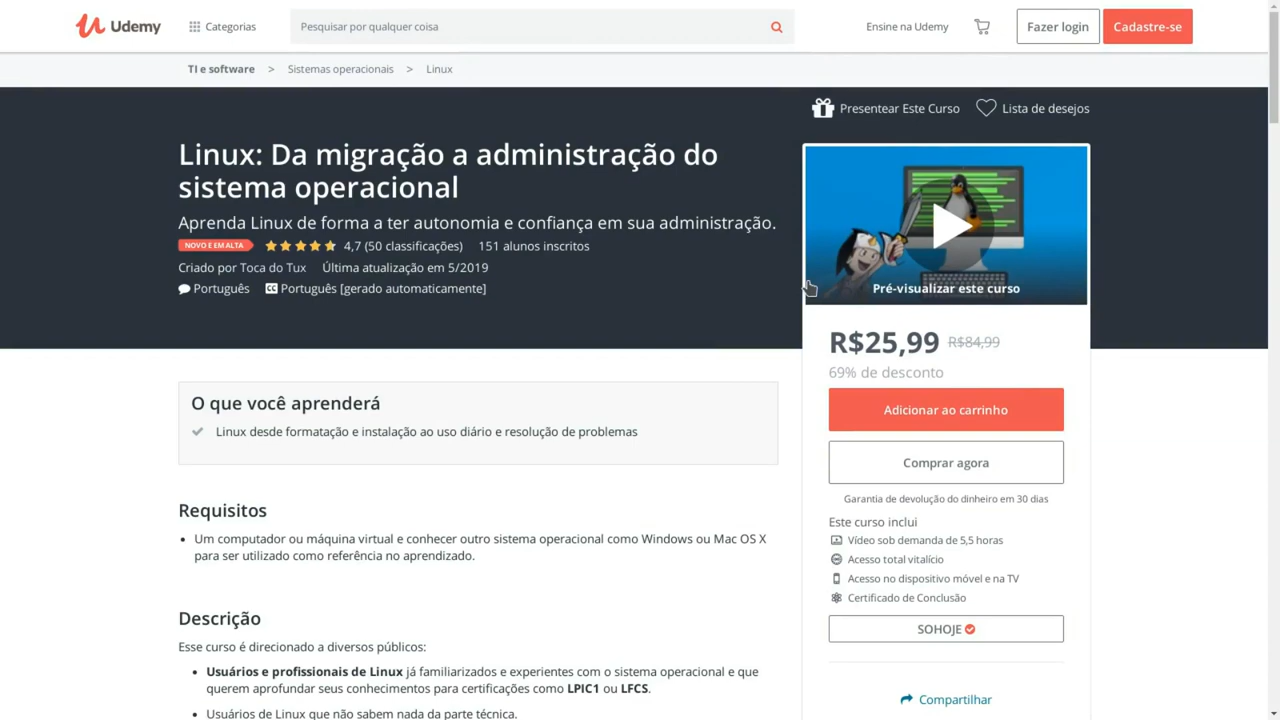 Udemy
Categorias
Pesquisar por qualquer coisa
Ensine na Udemy
Fazer login
Cadastre-se
TI e software > Sistemas operacionais > Linux
Presentear Este Curso
Lista de desejos
Linux: Da migração a administração do
sistema operacional
Aprenda Linux de forma a ter autonomia e confiança em sua administração.
NOVO E EM ALTA 4,7 (50 classificações) 151 alunos inscritos
Criado por Toca do Tux Última atualização em 5/2019
Português CC Português [gerado automaticamente]
Pré-visualizar este curso
R$25,99 R$84,99
69% de desconto
Adicionar ao carrinho
Comprar agora
Garantia de devolução do dinheiro em 30 dias
Este curso inclui
Vídeo sob demanda de 5,5 horas
Acesso total vitalício
Acesso no dispositivo móvel e na TV
Certificado de Conclusão
SOHOJE
Compartilhar
O que você aprenderá
Linux desde formatação e instalação ao uso diário e resolução de problemas
Requisitos
• Um computador ou máquina virtual e conhecer outro sistema operacional como Windows ou Mac OS X
para ser utilizado como referência no aprendizado.
Descrição
Esse curso é direcionado a diversos públicos:
• Usuários e profissionais de Linux já familiarizados e experientes com o sistema operacional e que
querem aprofundar seus conhecimentos para certificações como LPIC1 ou LFCS.
• Usuários de Linux que não sabem nada da parte técnica.